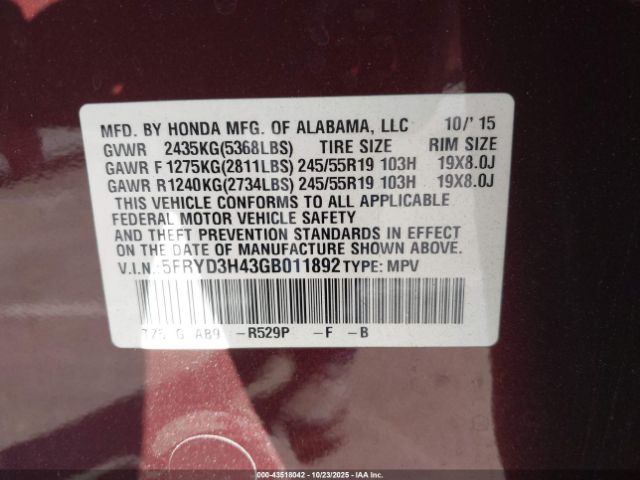 MFD. BY HONDA MFG. OF ALABAMA, LLC 10/'15
GVWR 2435KG(5368LBS) TIRE SIZE RIM SIZE
GAWR F 1275KG(2811LBS) 245/55R19 103H 19X8.0J
GAWR R 1240KG(2734LBS) 245/55R19 103H 19X8.0J
THIS VEHICLE CONFORMS TO ALL APPLICABLE
FEDERAL MOTOR VEHICLE SAFETY
AND THEFT PREVENTION STANDARDS IN EFFECT
ON THE DATE OF MANUFACTURE SHOWN ABOVE.
V.I.N.:5FRYD3H43GB011892 TYPE: MPV
-R529P -F -B
000-43518042 - 10/23/2025 - IAA Inc.